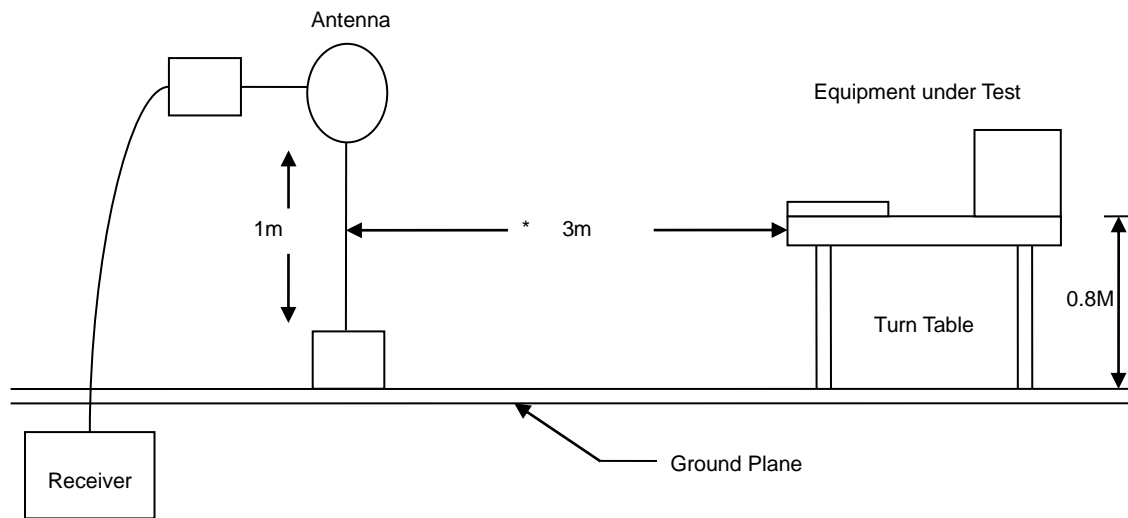 Antenna
Equipment under Test
1m
* 3m
0.8M
Turn Table
Ground Plane
Receiver